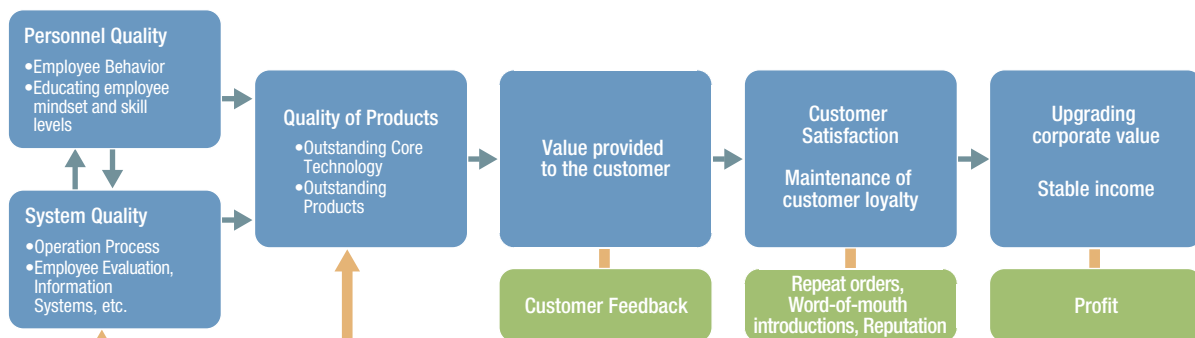 Personnel Quality
•Employee Behavior
•Educating employee
mindset and skill
levels
System Quality
•Operation Process
•Employee Evaluation,
Information
Systems, etc.
Quality of Products
•Outstanding Core
Technology
•Outstanding
Products
Value provided
to the customer
Customer Feedback
Customer
Satisfaction
Maintenance of
customer loyalty
Repeat orders,
Word-of-mouth
introductions, Reputation
Upgrading
corporate value
Stable income
Profit